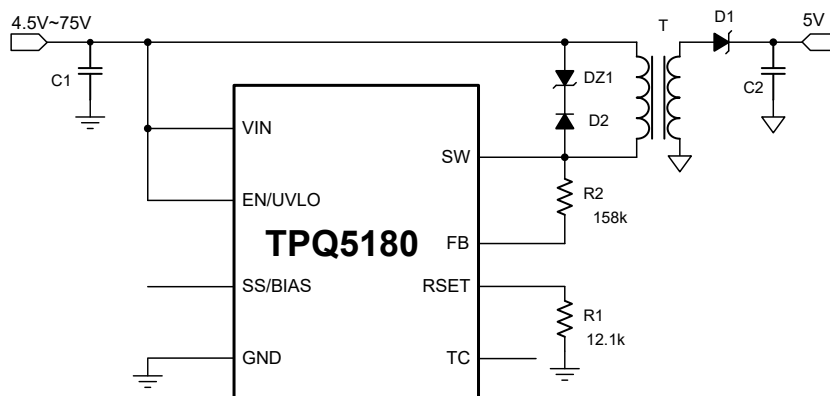 4.5V~75V
T
D1
5V
C1
DZ1
C2
D2
VIN
SW
EN/UVLO
R2
158k
TPQ5180
FB
SS/BIAS
RSET
R1
12.1k
GND
TC